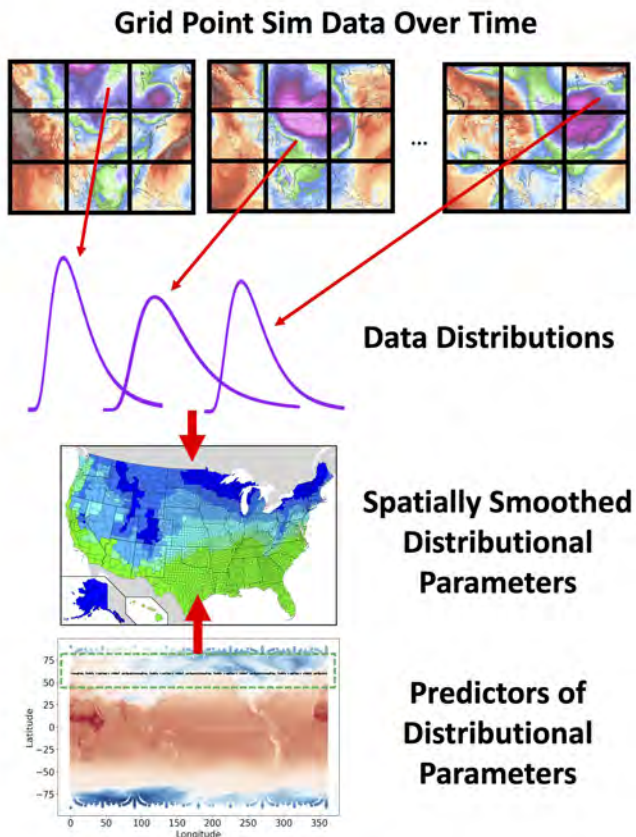 Grid Point Sim Data Over Time
...
Data Distributions
Spatially Smoothed
Distributional
Parameters
Predictors of
Distributional
Parameters
Latitude
75
50
25
0
−25
−50
−75
0 50 100 150 200 250 300 350
Longitude